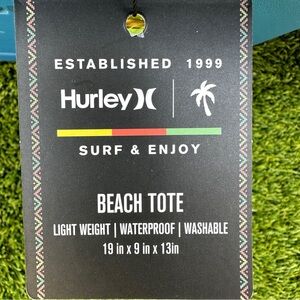 ESTABLISHED 1999
Hurley
SURF & ENJOY
BEACH TOTE
LIGHT WEIGHT | WATERPROOF | WASHABLE
19 in x 9 in x 13in